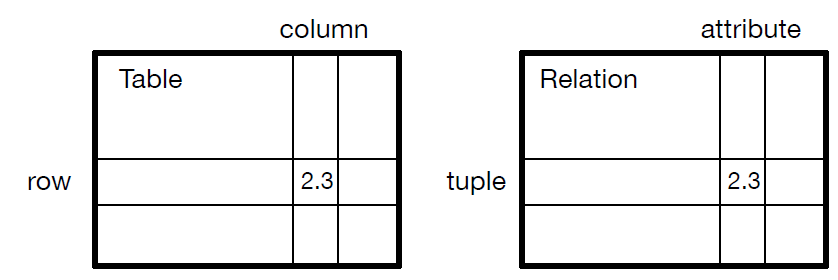 column
Table
row
2.3
attribute
Relation
tuple
2.3